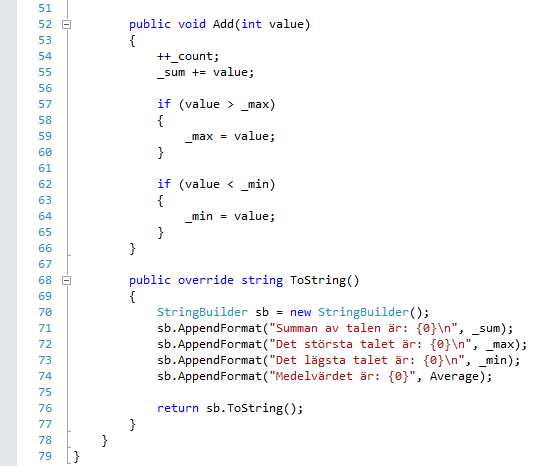 51
52 public void Add(int value)
53 {
54 ++_count;
55 _sum += value;
56
57 if (value > _max)
58 {
59 _max = value;
60 }
61
62 if (value < _min)
63 {
64 _min = value;
65 }
66 }
67
68 public override string ToString()
69 {
70 StringBuilder sb = new StringBuilder();
71 sb.AppendFormat("Summan av talen är: {0}\n", _sum);
72 sb.AppendFormat("Det största talet är: {0}\n", _max);
73 sb.AppendFormat("Det lägsta talet är: {0}\n", _min);
74 sb.AppendFormat("Medelvärdet är: {0}", Average);
75
76 return sb.ToString();
77 }
78 }
79 }